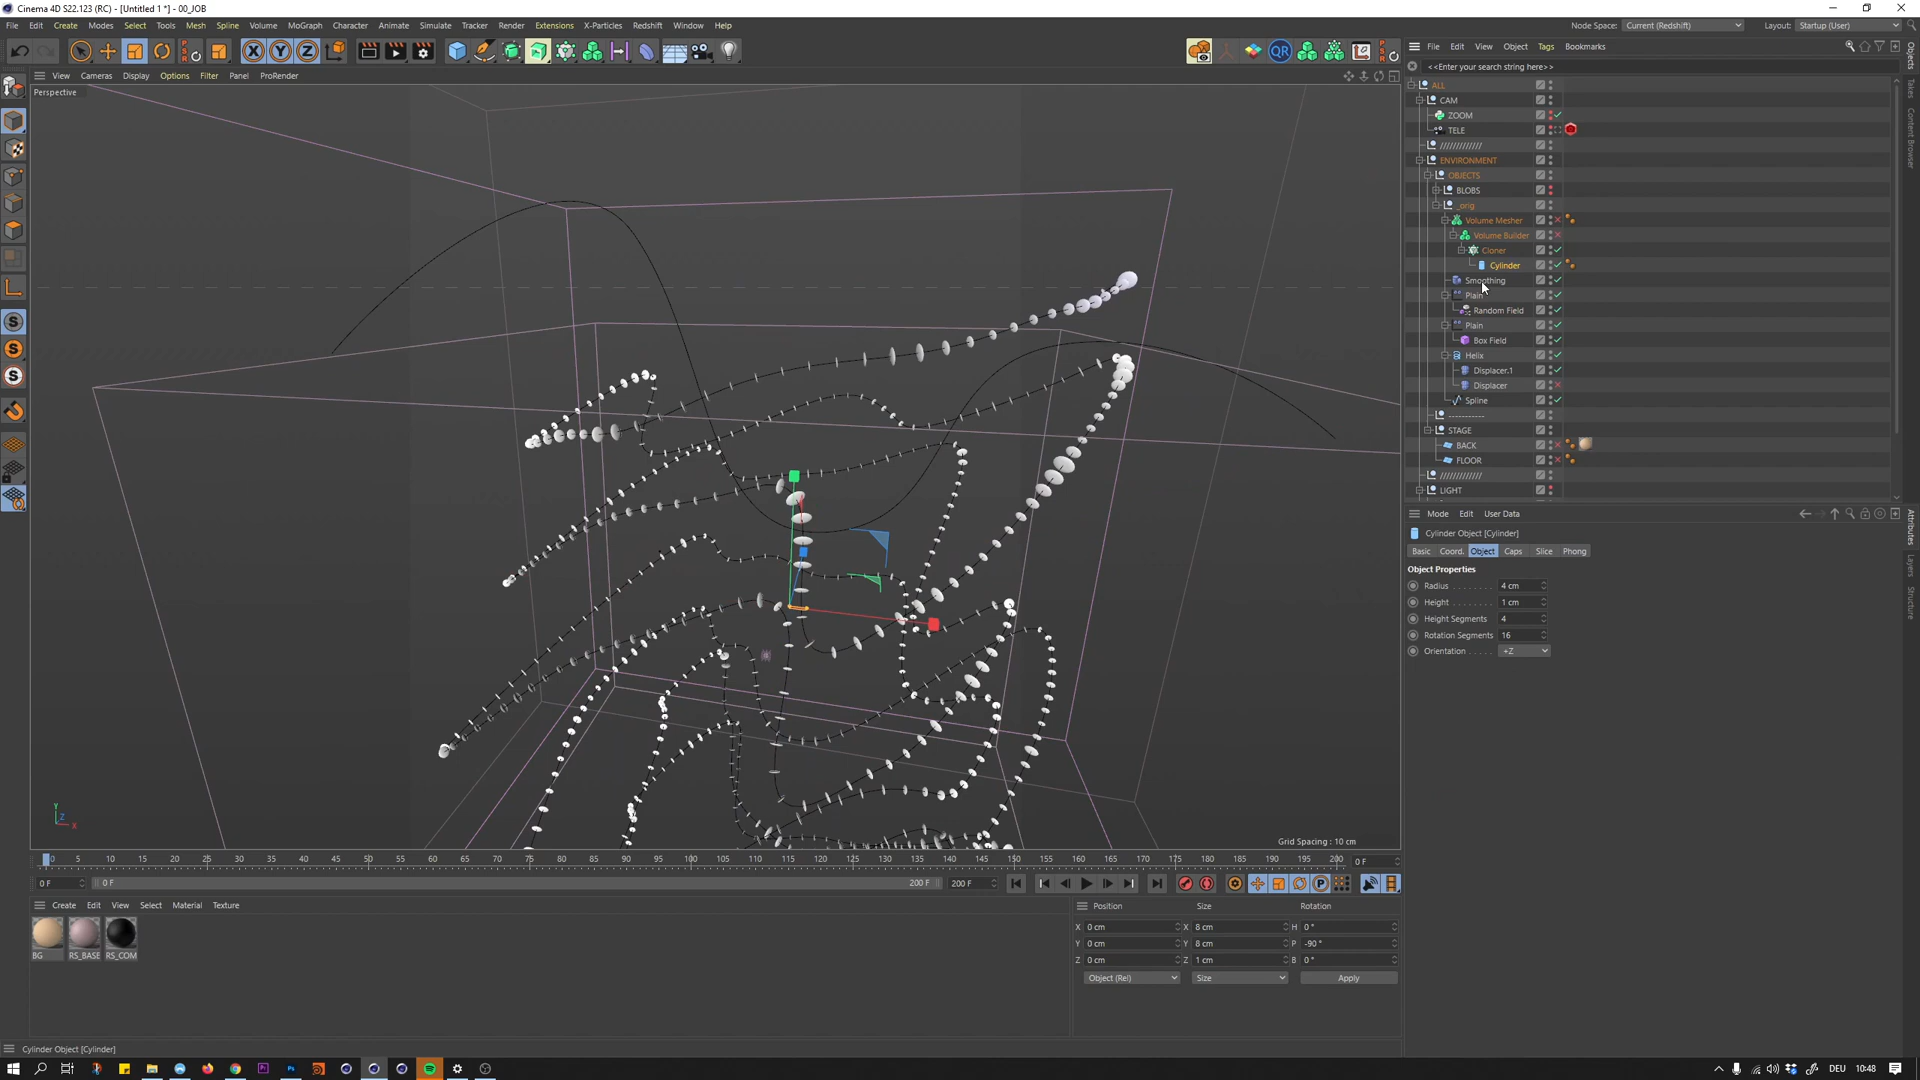 Cinema 4D S22.123 (RC) - [Untitled 1 *] - 00_JOB
File Edit Create Modes Select Tools Mesh Spline Volume MoGraph Character Animate Simulate Tracker Render Extensions X-Particles Redshift Window Help
Node Space: Current (Redshift) Layout: Startup (User)
View Cameras Display Options Filter Panel ProRender
Perspective
Grid Spacing : 10 cm
X
Y
Z
QR
PSR
File Edit View Object Tags Bookmarks
<<Enter your search string here>>
ALL
CAM
ZOOM
TELE
/////////////
ENVIRONMENT
OBJECTS
BLOBS
_orig
Volume Mesher
Volume Builder
Cloner
Cylinder
Smoothing
Plain
Random Field
Plain
Box Field
Helix
Displacer.1
Displacer
Spline
-----------
STAGE
BACK
FLOOR
/////////////
LIGHT
Objects
Takes
Content Browser
Mode Edit User Data
Cylinder Object [Cylinder]
Basic Coord. Object Caps Slice Phong
Object Properties
Radius . . . . . . . . 4 cm
Height . . . . . . . . 1 cm
Height Segments 4
Rotation Segments 16
Orientation . . . . . +Z
Attributes
Layers
Structure
0 5 10 15 20 25 30 35 40 45 50 55 60 65 70 75 80 85 90 95 100 105 110 115 120 125 130 135 140 145 150 155 160 165 170 175 180 185 190 195 200
0 F
0 F 0 F 200 F 200 F
Create Edit View Select Material Texture
BG RS_BASE RS_COM
Position Size Rotation
X 0 cm X 8 cm H 0 °
Y 0 cm Y 8 cm P -90 °
Z 0 cm Z 1 cm B 0 °
Object (Rel) Size Apply
Cylinder Object [Cylinder]
DEU 10:48